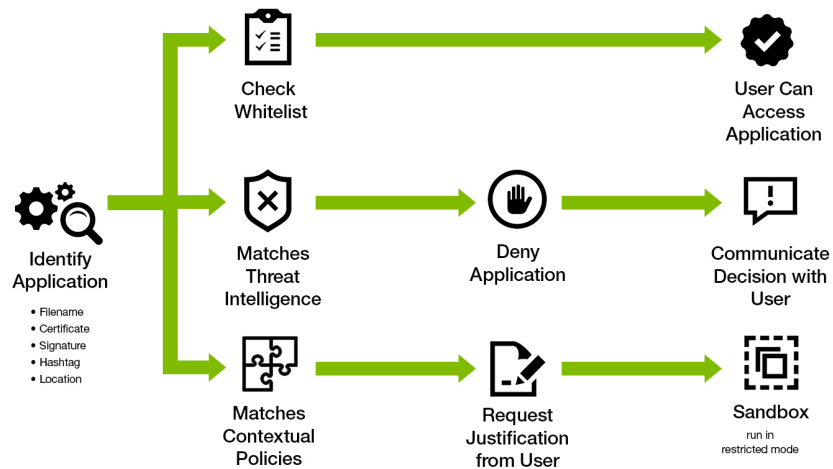 Identify
Application
• Filename
• Certificate
• Signature
• Hashtag
• Location
Check
Whitelist
User Can
Access
Application
Matches
Threat
Intelligence
Deny
Application
Communicate
Decision with
User
Matches
Contextual
Policies
Request
Justification
from User
Sandbox
run in
restricted mode